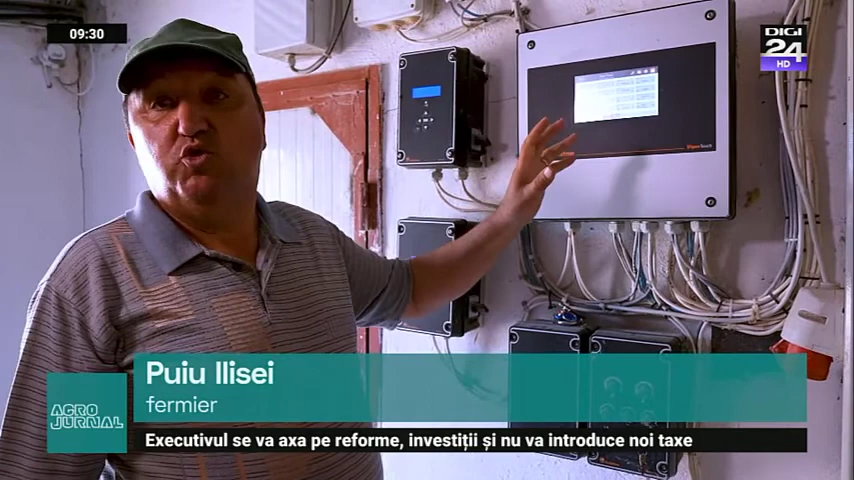 09:30
DIGI
24
HD
Puiu Ilisei
fermier
AGRO
JURNAL
Executivul se va axa pe reforme, investiții și nu va introduce noi taxe